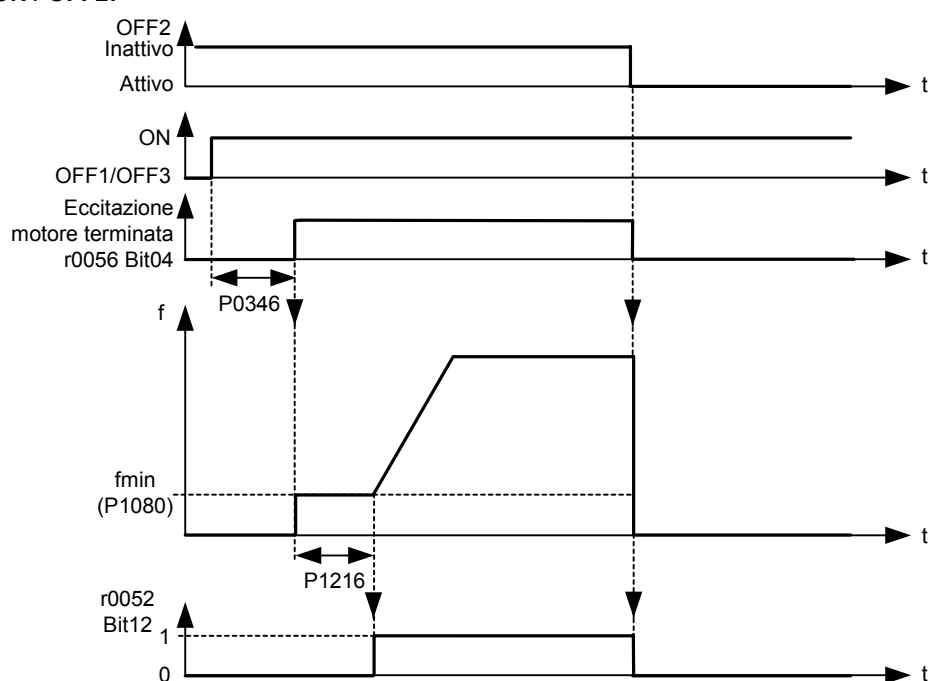 OFF2
Inattivo
Attivo
t
ON
OFF1/OFF3
t
Eccitazione
motore terminata
r0056 Bit04
t
P0346
f
fmin
(P1080)
t
P1216
r0052
Bit12
1
0
t